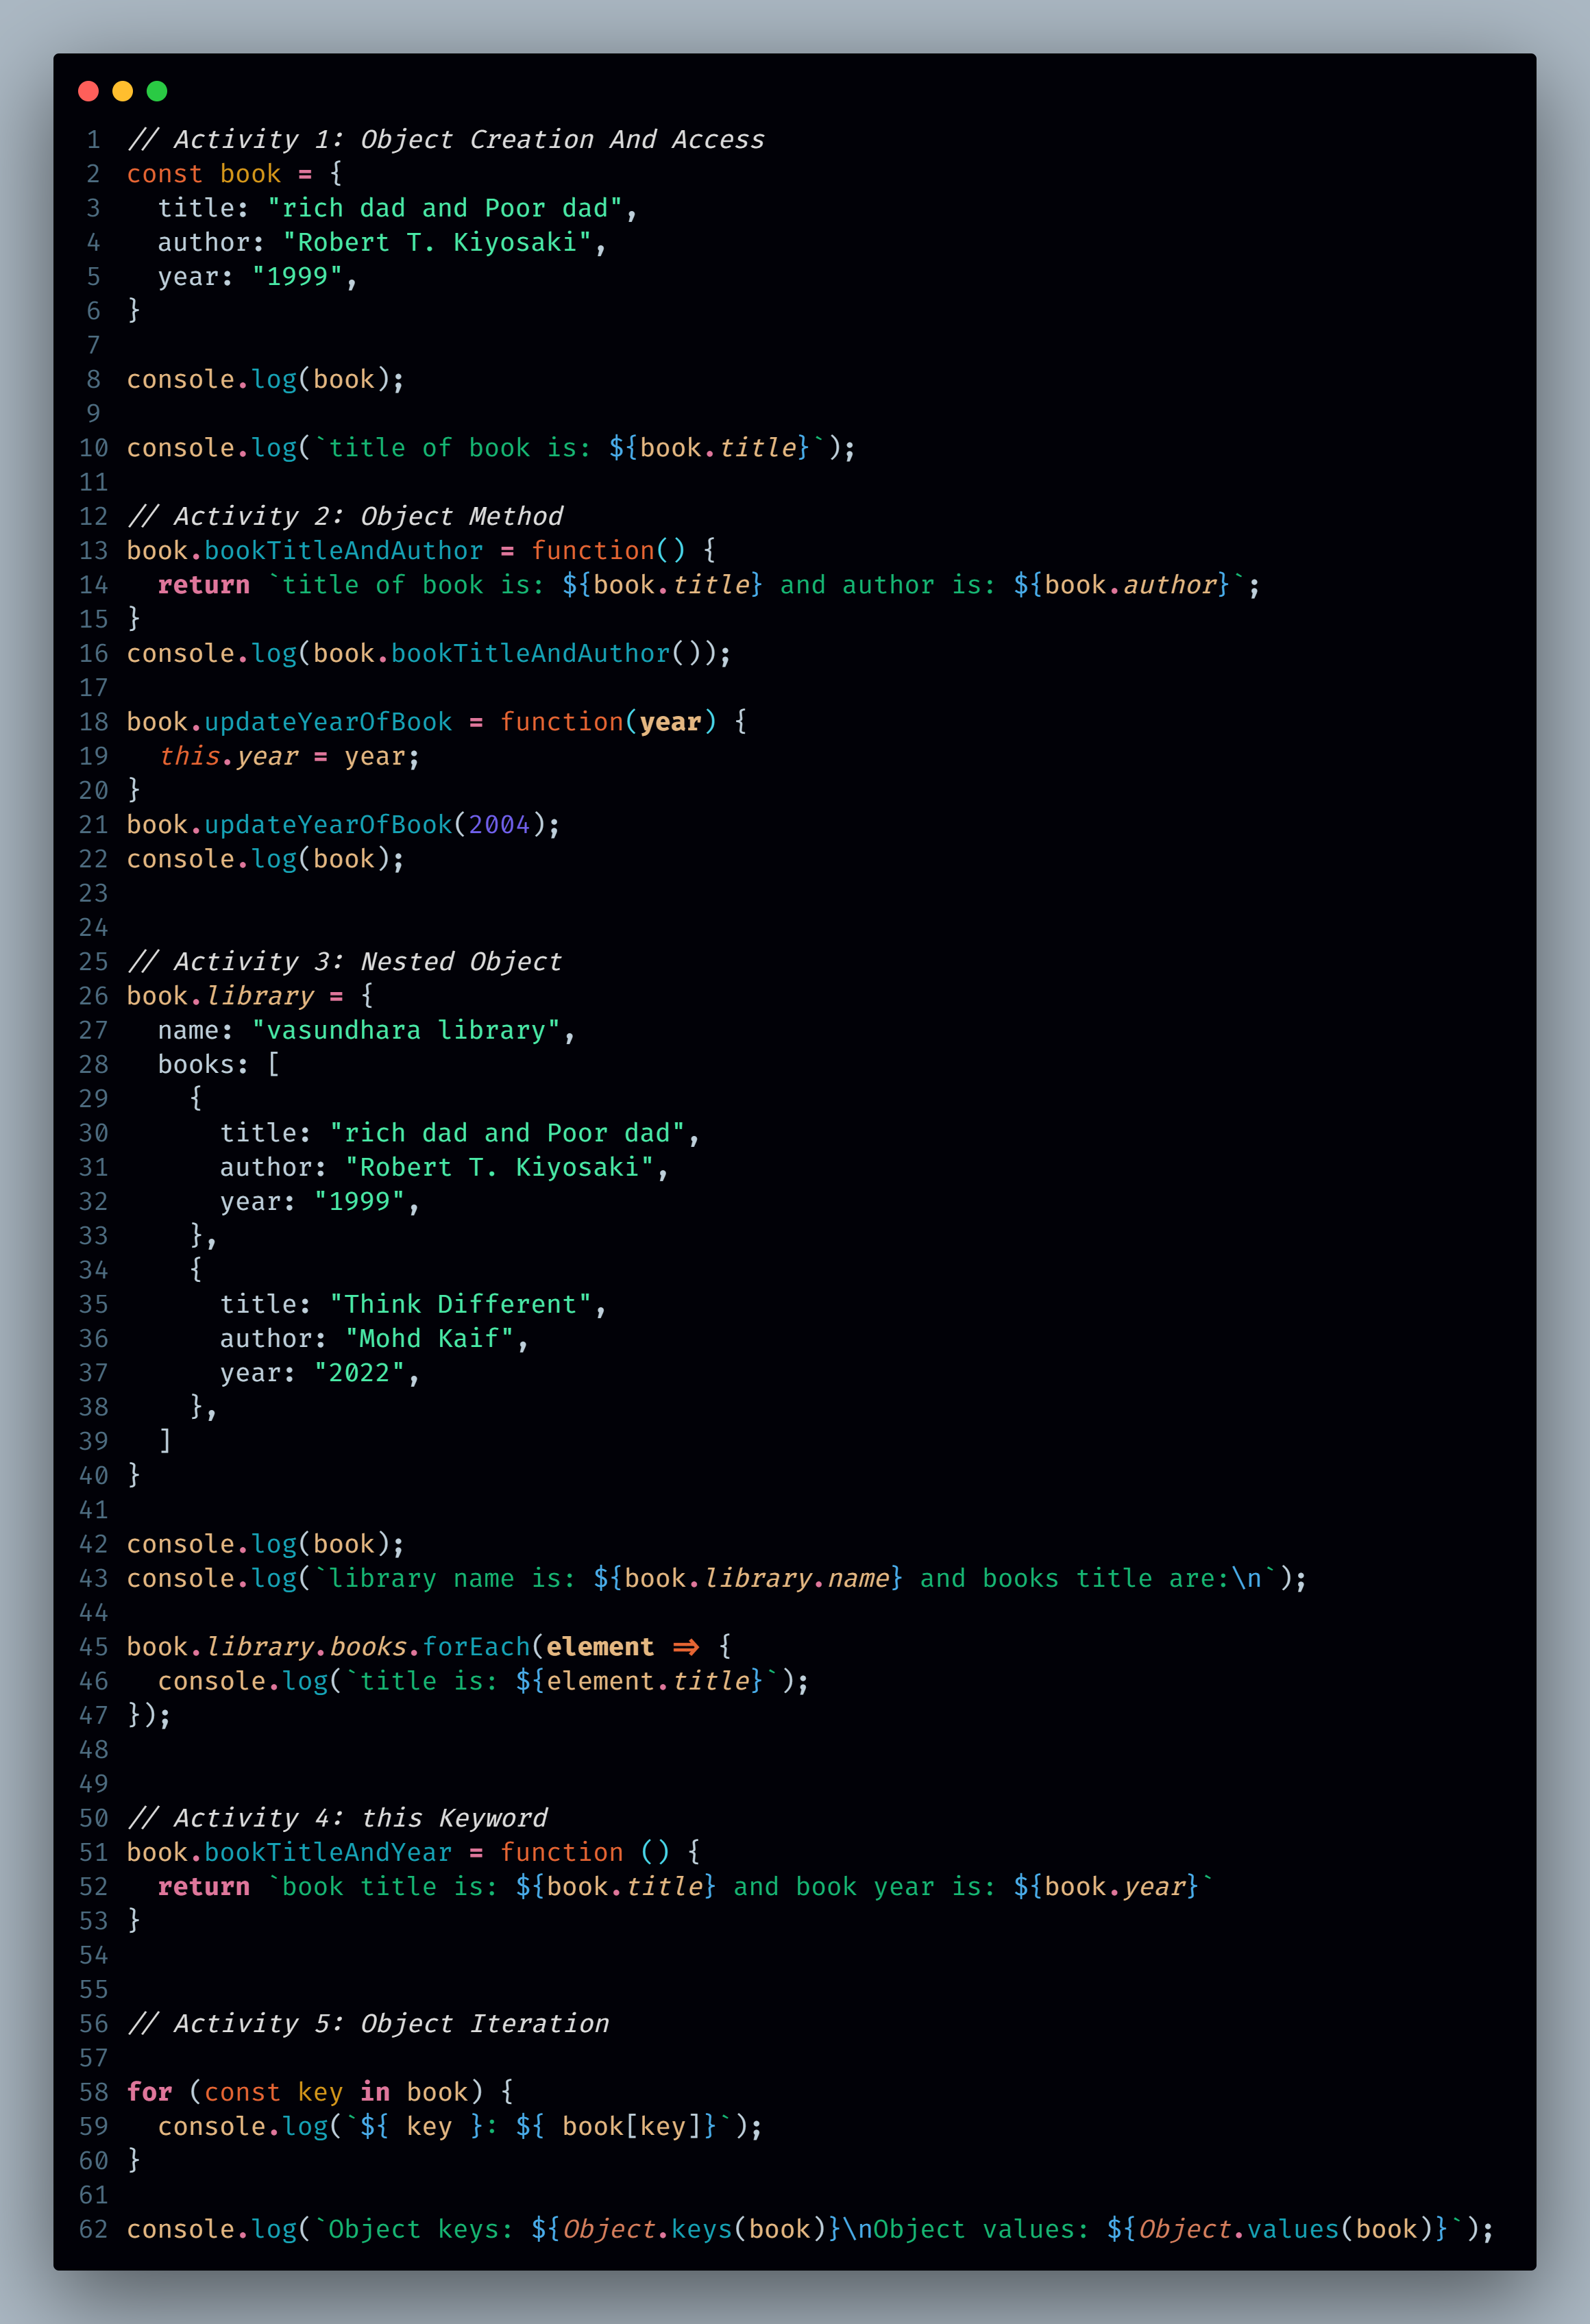 1 // Activity 1: Object Creation And Access
2 const book = {
3   title: "rich dad and Poor dad",
4   author: "Robert T. Kiyosaki",
5   year: "1999",
6 }
7
8 console.log(book);
9
10 console.log(`title of book is: ${book.title}`);
11
12 // Activity 2: Object Method
13 book.bookTitleAndAuthor = function() {
14   return `title of book is: ${book.title} and author is: ${book.author}`;
15 }
16 console.log(book.bookTitleAndAuthor());
17
18 book.updateYearOfBook = function(year) {
19   this.year = year;
20 }
21 book.updateYearOfBook(2004);
22 console.log(book);
23
24
25 // Activity 3: Nested Object
26 book.library = {
27   name: "vasundhara library",
28   books: [
29     {
30       title: "rich dad and Poor dad",
31       author: "Robert T. Kiyosaki",
32       year: "1999",
33     },
34     {
35       title: "Think Different",
36       author: "Mohd Kaif",
37       year: "2022",
38     },
39   ]
40 }
41
42 console.log(book);
43 console.log(`library name is: ${book.library.name} and books title are:\n`);
44
45 book.library.books.forEach(element => {
46   console.log(`title is: ${element.title}`);
47 });
48
49
50 // Activity 4: this Keyword
51 book.bookTitleAndYear = function () {
52   return `book title is: ${book.title} and book year is: ${book.year}`
53 }
54
55
56 // Activity 5: Object Iteration
57
58 for (const key in book) {
59   console.log(`${ key }: ${ book[key]}`);
60 }
61
62 console.log(`Object keys: ${Object.keys(book)}\nObject values: ${Object.values(book)}`);